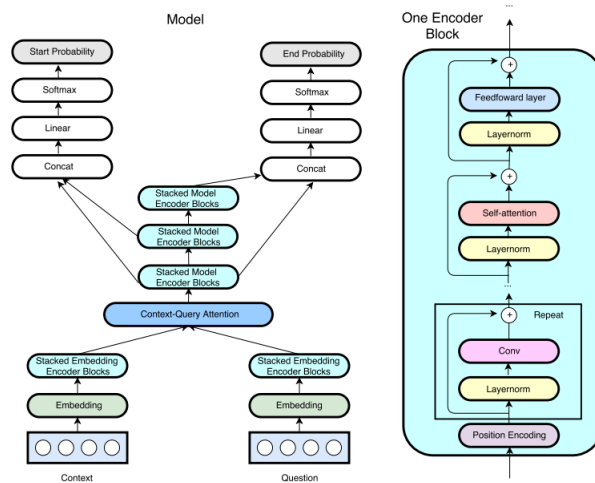 Model
Start Probability
Softmax
Linear
Concat
End Probability
Softmax
Linear
Concat
Stacked Model
Encoder Blocks
Stacked Model
Encoder Blocks
Stacked Model
Encoder Blocks
Context-Query Attention
Stacked Embedding
Encoder Blocks
Embedding
Context
Stacked Embedding
Encoder Blocks
Embedding
Question
One Encoder
Block
...
+
Feedfoward layer
Layernorm
+
Self-attention
Layernorm
...
+
Repeat
Conv
Layernorm
Position Encoding